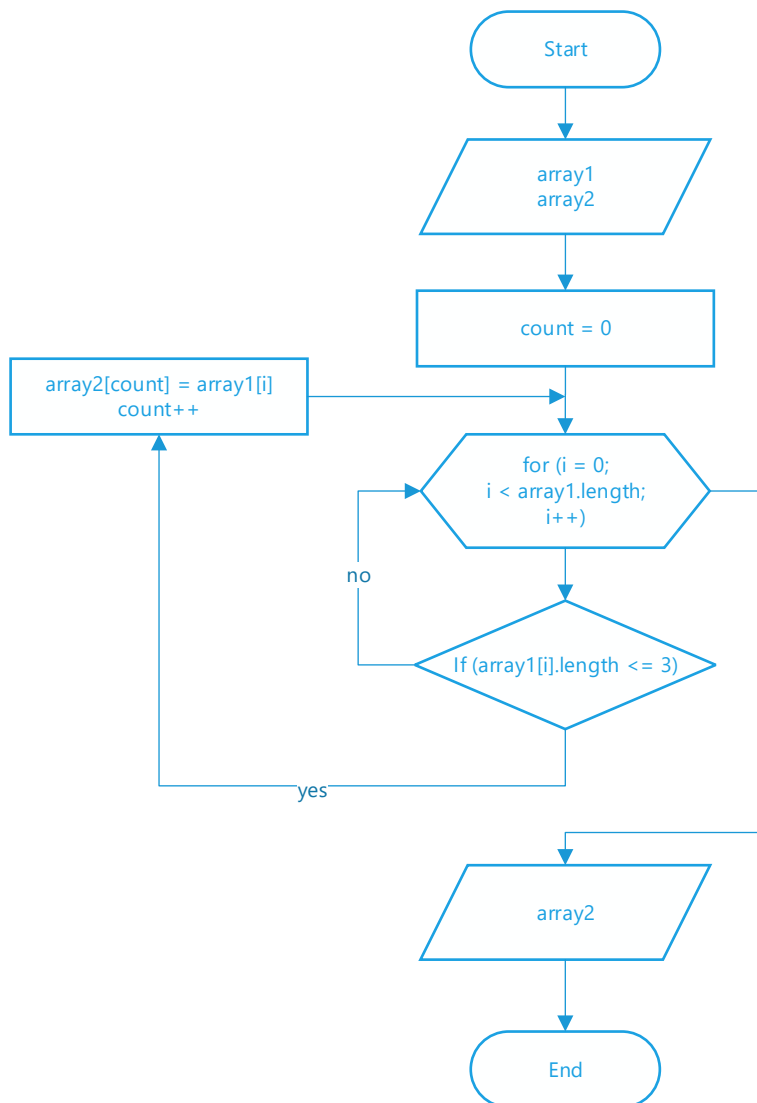 Start
array1
array2
count = 0
array2[count] = array1[i]
count++
for (i = 0;
i < array1.length;
i++)
no
If (array1[i].length <= 3)
yes
array2
End